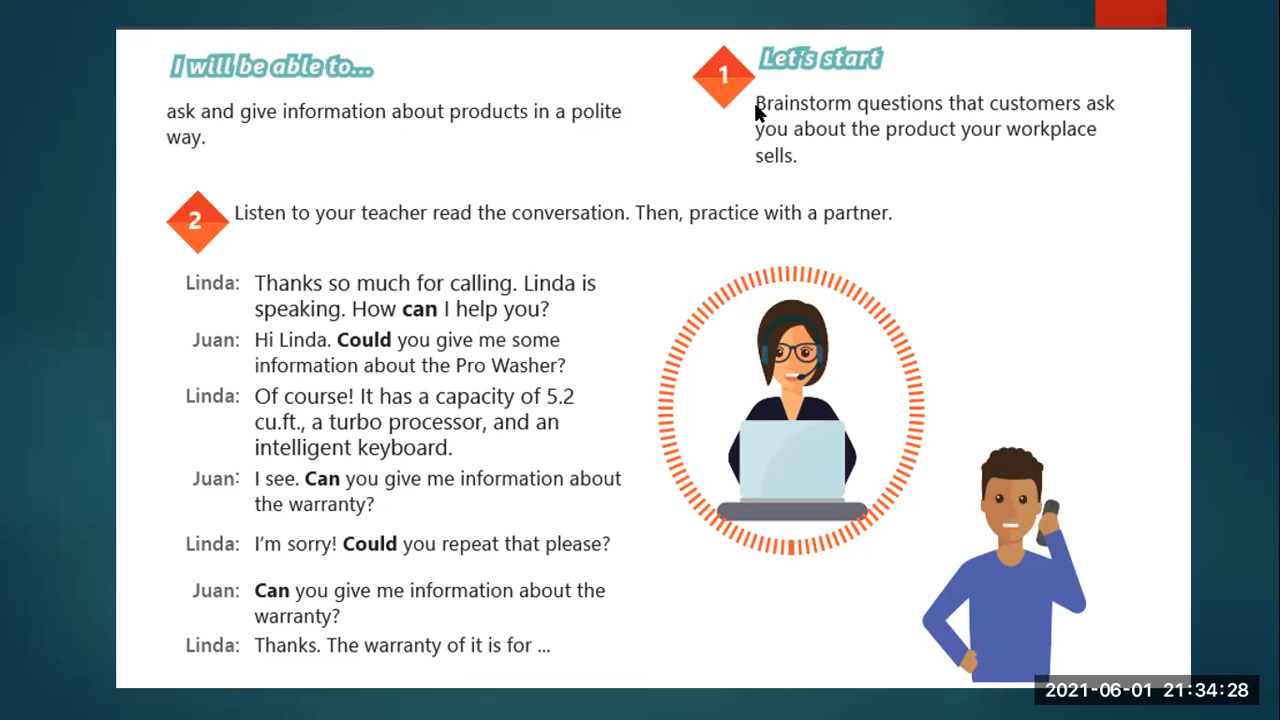 I will be able to...
ask and give information about products in a polite
way.
1
Let's start
Brainstorm questions that customers ask
you about the product your workplace
sells.
2
Listen to your teacher read the conversation. Then, practice with a partner.
Linda: Thanks so much for calling. Linda is
speaking. How can I help you?
Juan: Hi Linda. Could you give me some
information about the Pro Washer?
Linda: Of course! It has a capacity of 5.2
cu.ft., a turbo processor, and an
intelligent keyboard.
Juan: I see. Can you give me information about
the warranty?
Linda: I'm sorry! Could you repeat that please?
Juan: Can you give me information about the
warranty?
Linda: Thanks. The warranty of it is for ...
2021-06-01 21:34:28